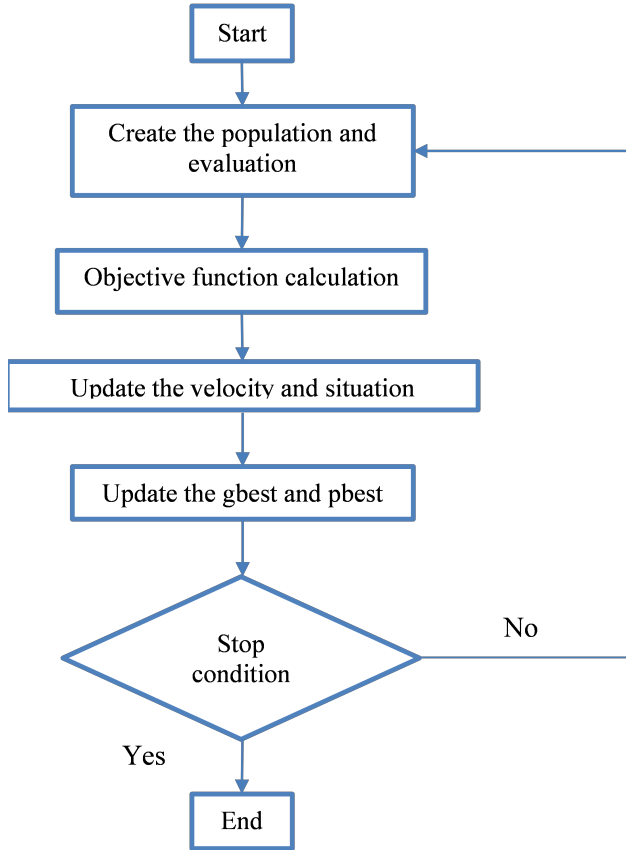 Start
Create the population and
evaluation
Objective function calculation
Update the velocity and situation
Update the gbest and pbest
Stop
condition
No
Yes
End